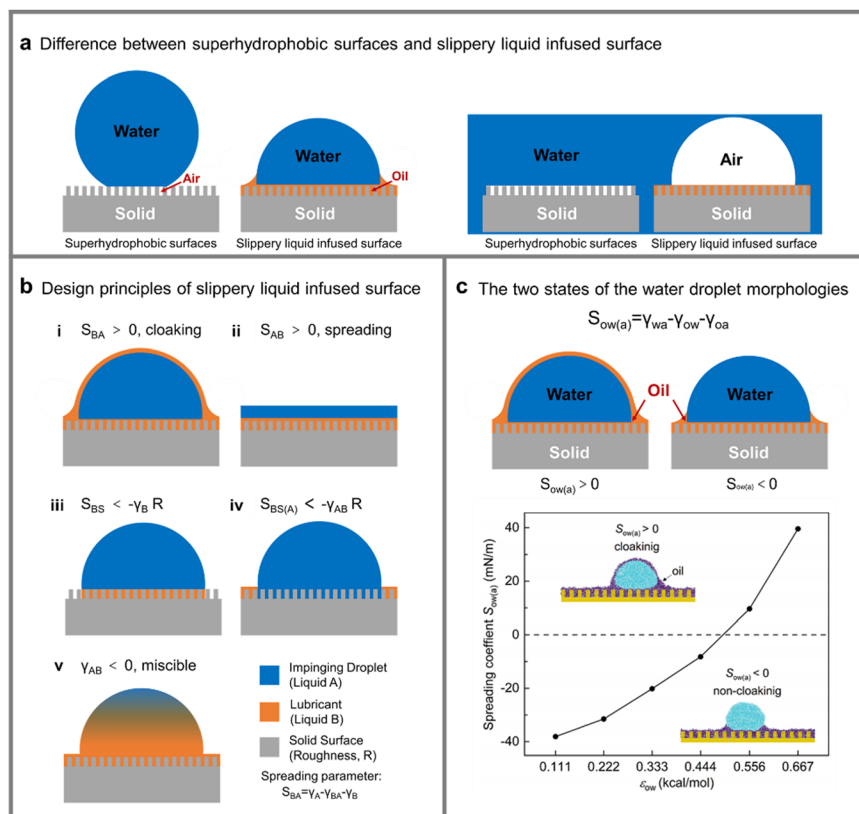 a Difference between superhydrophobic surfaces and slippery liquid infused surface
Water
Air
Solid
Superhydrophobic surfaces
Water
Oil
Solid
Slippery liquid infused surface
Water
Solid
Superhydrophobic surfaces
Air
Solid
Slippery liquid infused surface
b Design principles of slippery liquid infused surface
i S_BA > 0, cloaking
ii S_AB > 0, spreading
iii S_BS < -γ_B R
iv S_BS(A) < -γ_AB R
v γ_AB < 0, miscible
Impinging Droplet
(Liquid A)
Lubricant
(Liquid B)
Solid Surface
(Roughness, R)
Spreading parameter:
S_BA=γ_A-γ_BA-γ_B
c The two states of the water droplet morphologies
S_ow(a)=γ_wa-γ_ow-γ_oa
Water
Oil
Water
Solid
Solid
S_ow(a) > 0
S_ow(a) < 0
Spreading coeffient S_ow(a) (mN/m)
40
20
0
-20
-40
S_ow(a) > 0
cloakinig
oil
S_ow(a) < 0
non-cloakinig
0.111 0.222 0.333 0.444 0.556 0.667
ε_ow (kcal/mol)